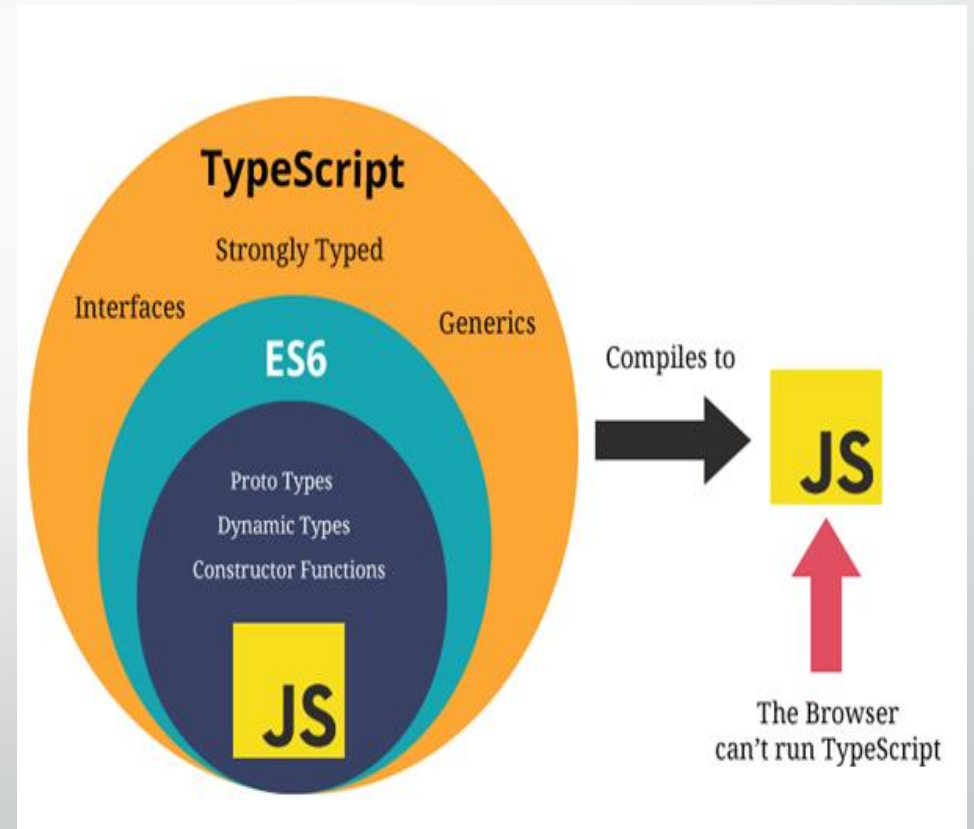 TypeScript
Strongly Typed
Interfaces
Generics
ES6
Proto Types
Dynamic Types
Constructor Functions
JS
Compiles to
JS
The Browser
can't run TypeScript